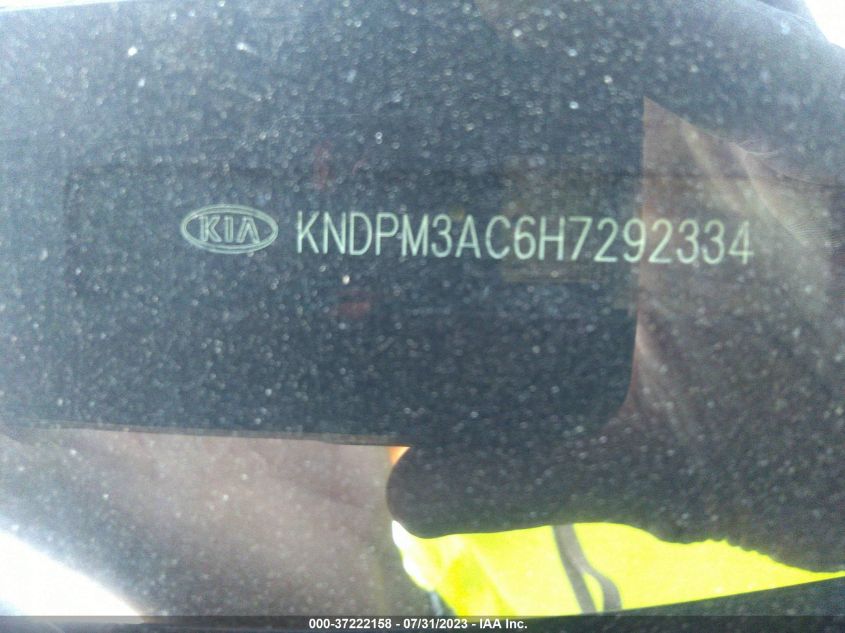 KIA KNDPM3AC6H7292334
000-37222158 - 07/31/2023 - IAA Inc.